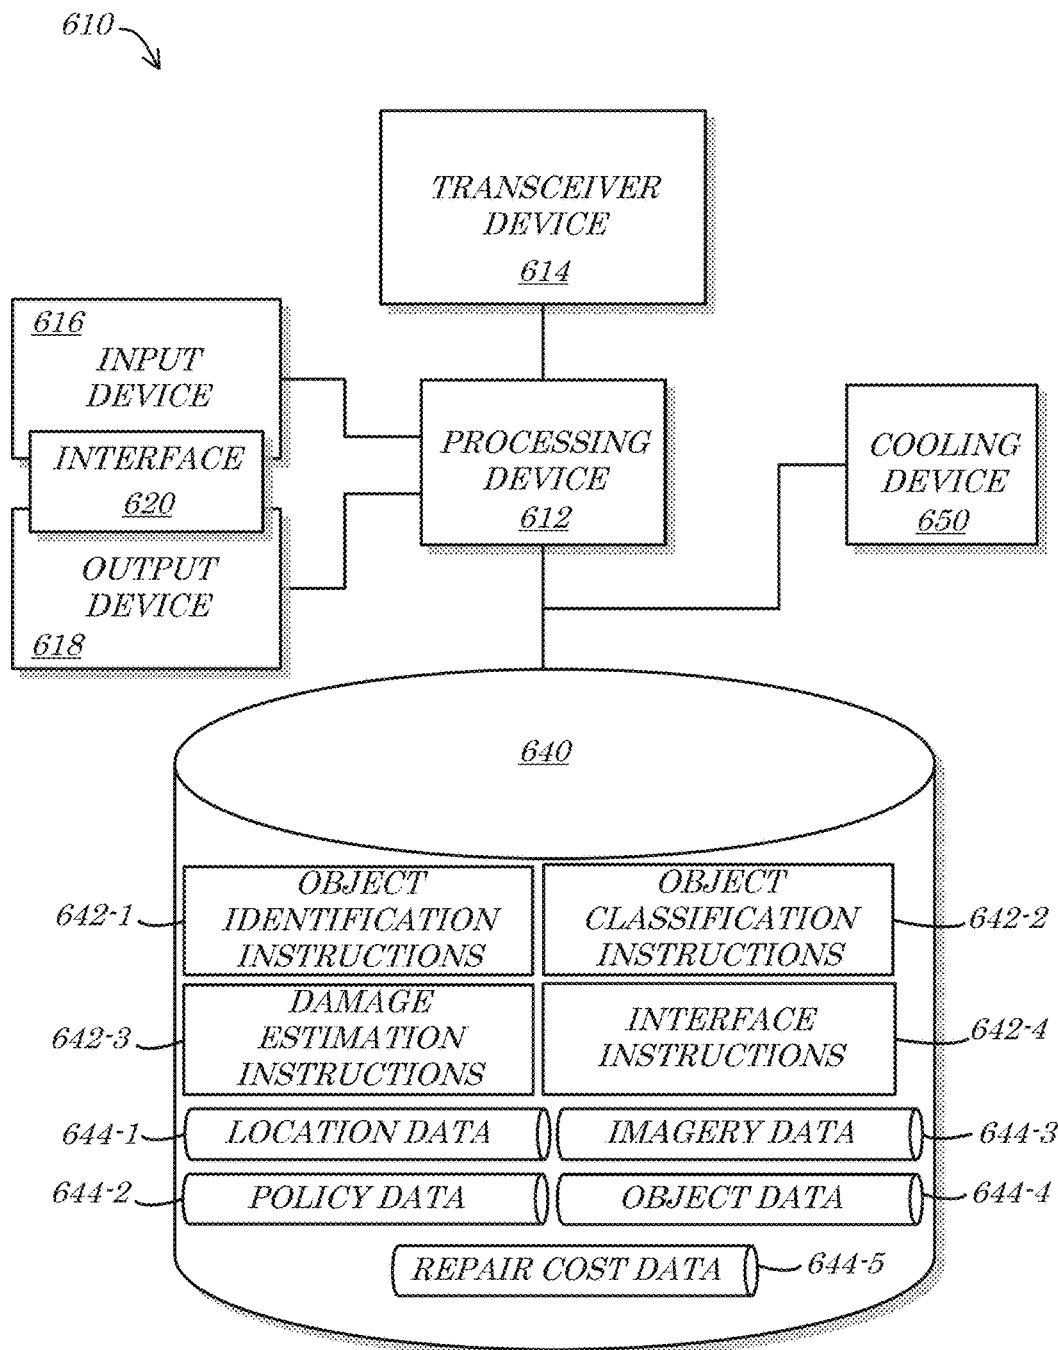 610
TRANSCEIVER
DEVICE
614
616
INPUT
DEVICE
INTERFACE
620
OUTPUT
DEVICE
618
PROCESSING
DEVICE
612
COOLING
DEVICE
650
640
642-1
OBJECT
IDENTIFICATION
INSTRUCTIONS
OBJECT
CLASSIFICATION
INSTRUCTIONS
642-2
642-3
DAMAGE
ESTIMATION
INSTRUCTIONS
INTERFACE
INSTRUCTIONS
642-4
644-1
LOCATION DATA
IMAGERY DATA
644-3
644-2
POLICY DATA
OBJECT DATA
644-4
REPAIR COST DATA
644-5